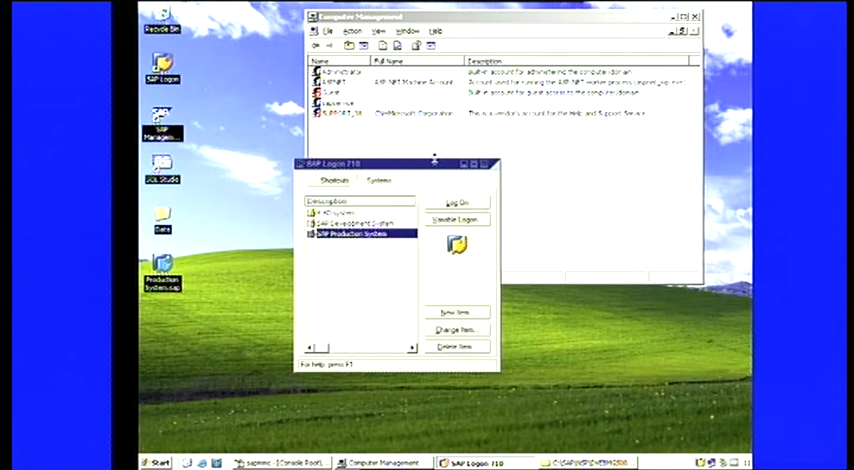 Recycle Bin
SAP Logon
SAP
Managem...
SQL Studio
Data
Production
System.sap
Computer Management
File Action View Window Help
Name Full Name Description
Administrator Built-in account for administering the computer/domain
ASPNET ASP.NET Machine Account Account used for running the ASP.NET worker process (aspnet_wp.exe)
Guest Built-in account for guest access to the computer/domain
CN=Microsoft Corporation This is a vendor's account for the Help and Support Service
SAP Logon 710
Shortcuts Systems
Description
SAP Development System
SAP Production System
Log On
Variable Logon
New Item
Change Item...
Delete Item
For help, press F1
Start
sapmmc - [Console Root\...
Computer Management
SAP Logon 710